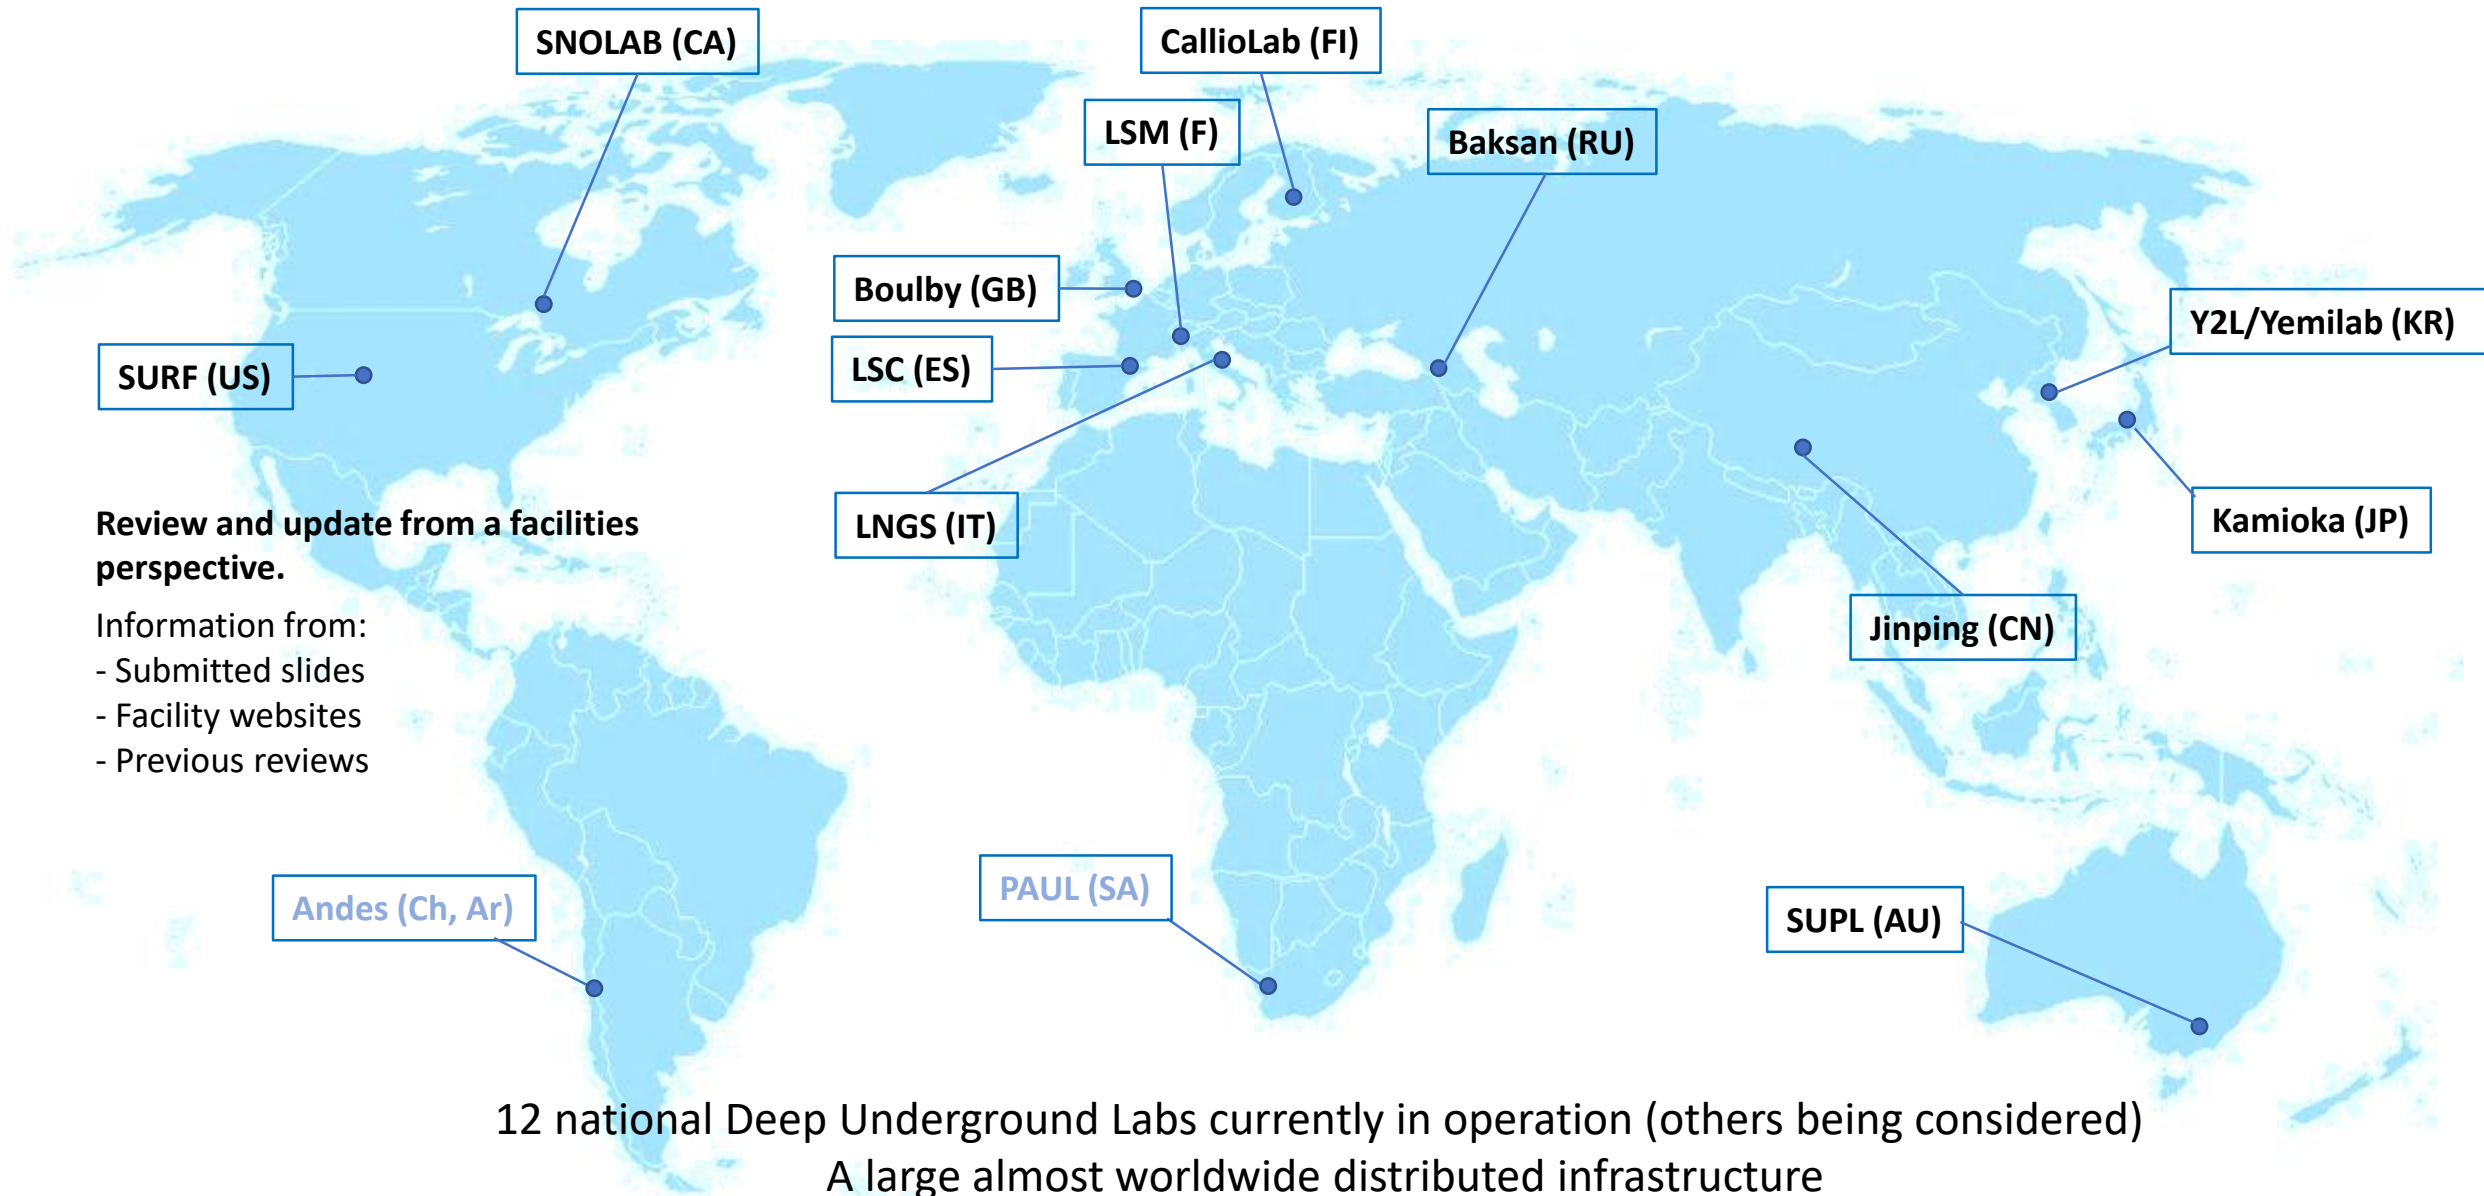 SNOLAB (CA)
CallioLab (FI)
LSM (F)
Baksan (RU)
Boulby (GB)
Y2L/Yemilab (KR)
SURF (US)
LSC (ES)
LNGS (IT)
Kamioka (JP)
Review and update from a facilities
perspective.
Information from:
- Submitted slides
- Facility websites
- Previous reviews
Jinping (CN)
Andes (Ch, Ar)
PAUL (SA)
SUPL (AU)
12 national Deep Underground Labs currently in operation (others being considered)
A large almost worldwide distributed infrastructure